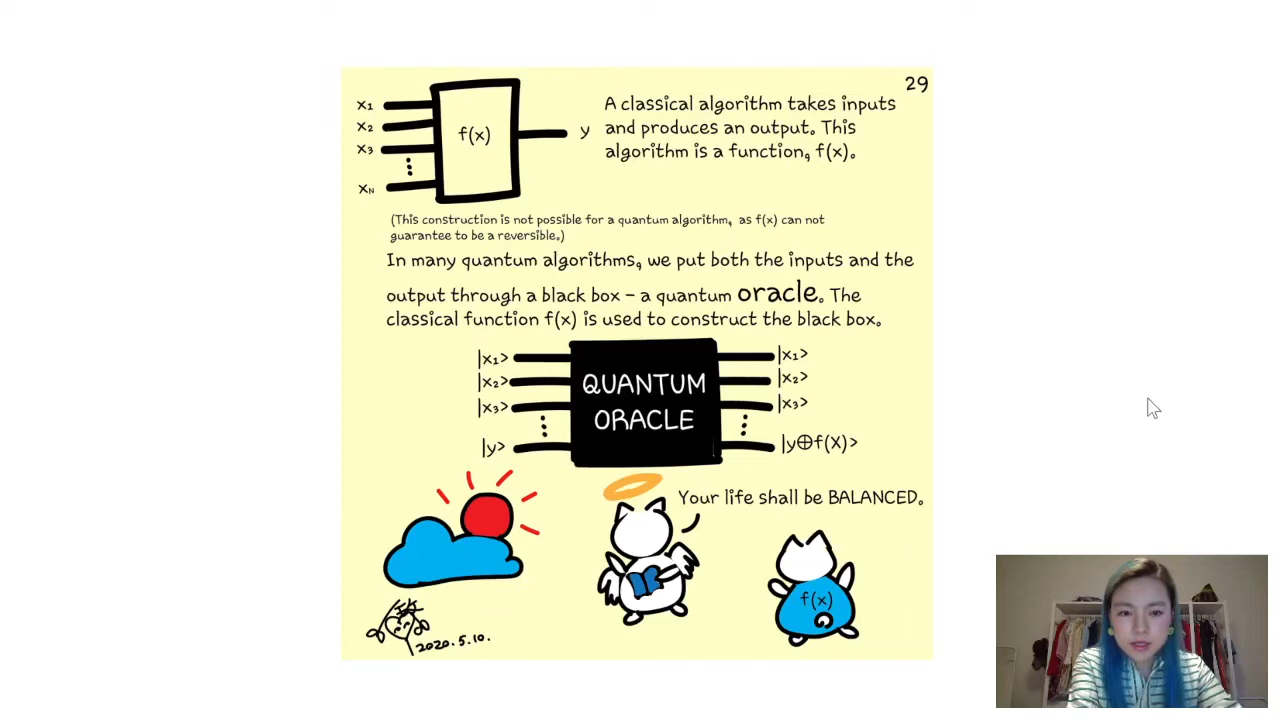 29
x₁
x₂
x₃
⋮
x_N
f(x)
y
A classical algorithm takes inputs
and produces an output. This
algorithm is a function, f(x).
(This construction is not possible for a quantum algorithm, as f(x) can not
guarantee to be a reversible.)
In many quantum algorithms, we put both the inputs and the
output through a black box - a quantum oracle. The
classical function f(x) is used to construct the black box.
|x₁>
|x₂>
|x₃>
⋮
|y>
QUANTUM
ORACLE
|x₁>
|x₂>
|x₃>
⋮
|y⊕f(x)>
Your life shall be BALANCED.
f(x)
2020.5.10.